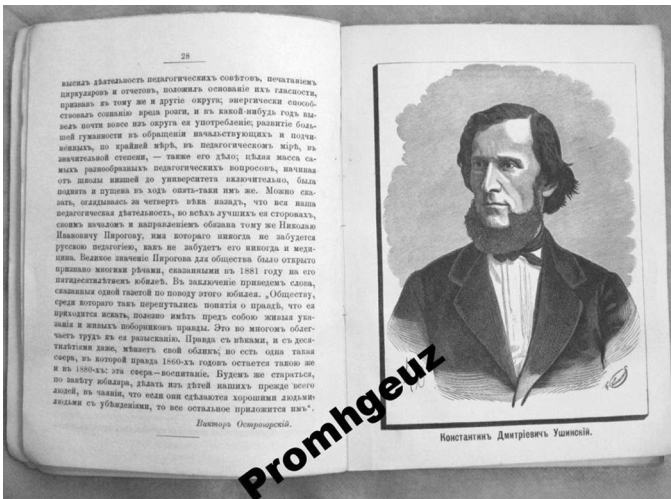 28
высилъ дѣятельность педагогическихъ совѣтовъ, печатаніемъ
циркуляровъ и отчетовъ, положилъ основаніе ихъ гласности,
призвавъ къ тому же и другіе округа; энергически способ-
ствовалъ сознанію вреда розги, и въ какой-нибудь годъ вы-
велъ почти вовсе изъ округа ея употребленіе; развитіе боль-
шей гуманности въ обращеніи начальствующихъ и подчи-
ненныхъ, по крайней мѣрѣ, въ педагогическомъ мірѣ, въ
значительной степени, — также его дѣло; цѣлая масса са-
мыхъ разнообразныхъ педагогическихъ вопросовъ, начиная
отъ школы низшей до университета включительно, была
поднята и пущена въ ходъ опять-таки имъ же. Можно ска-
зать, оглядываясь за четверть вѣка назадъ, что вся наша
педагогическая дѣятельность, во всѣхъ лучшихъ ея сторонахъ,
своимъ началомъ и направленіемъ обязана тому же Николаю
Ивановичу Пирогову, имя котораго никогда не забудется
русскою педагогіею, какъ не забудетъ его никогда и меди-
цина. Великое значеніе Пирогова для общества было открыто
признано многими рѣчами, сказанными въ 1881 году на его
пятидесятилѣтнемъ юбилеѣ. Въ заключеніе приведемъ слова,
сказанныя одной газетой по поводу этого юбилея. „Обществу,
среди котораго такъ перепутались понятія о правдѣ, что ея
приходится искать, полезно имѣть предъ собою живыя ука-
занія и живыхъ поборниковъ правды. Это во многомъ облег-
чаетъ трудъ въ ея разысканію. Правда съ вѣками, и съ деся-
тилѣтіями даже, мѣняетъ свой обликъ; но есть одна такая
сфера, въ которой правда 1860-хъ годовъ остается такою же
и въ 1880-хъ: эта сфера—воспитаніе. Будемъ же стараться,
по завѣту юбиляра, дѣлать изъ дѣтей нашихъ прежде всего
людей, въ чаяніи, что если они сдѣлаются хорошими людьми
людьми съ убѣжденіями, то все остальное приложится имъ“.
Викторъ Острогорскій.
Константинъ Дмитріевичъ Ушинскій.
Promhgeuz